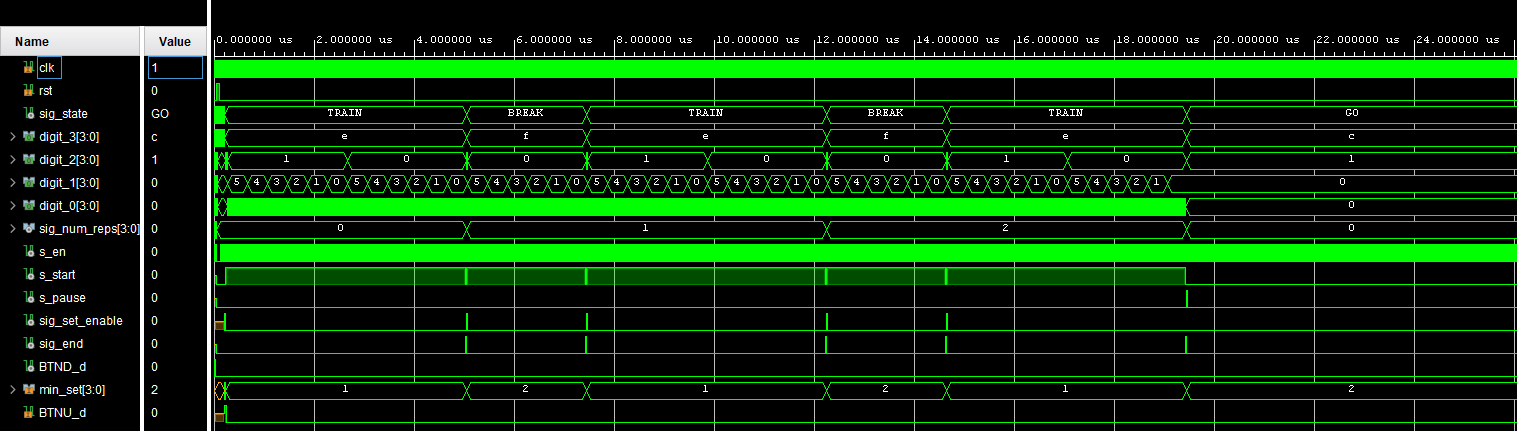 Name Value 0.000000 us 2.000000 us 4.000000 us 6.000000 us 8.000000 us 10.000000 us 12.000000 us 14.000000 us 16.000000 us 18.000000 us 20.000000 us 22.000000 us 24.000000 us
clk 1
rst 0
sig_state GO TRAIN BREAK TRAIN BREAK TRAIN GO
digit_3[3:0] c e f e f e c
digit_2[3:0] 1 1 0 0 1 0 0 1 0 1
digit_1[3:0] 0 5 4 3 2 1 0 5 4 3 2 1 0 5 4 3 2 1 0 5 4 3 2 1 0 5 4 3 2 1 0 5 4 3 2 1 0 5 4 3 2 1 0 5 4 3 2 1 0
digit_0[3:0] 0 0
sig_num_reps[3:0] 0 0 1 2 0
s_en 0
s_start 0
s_pause 0
sig_set_enable 0
sig_end 0
BTND_d 0
min_set[3:0] 2 1 2 1 2 1 2
BTNU_d 0